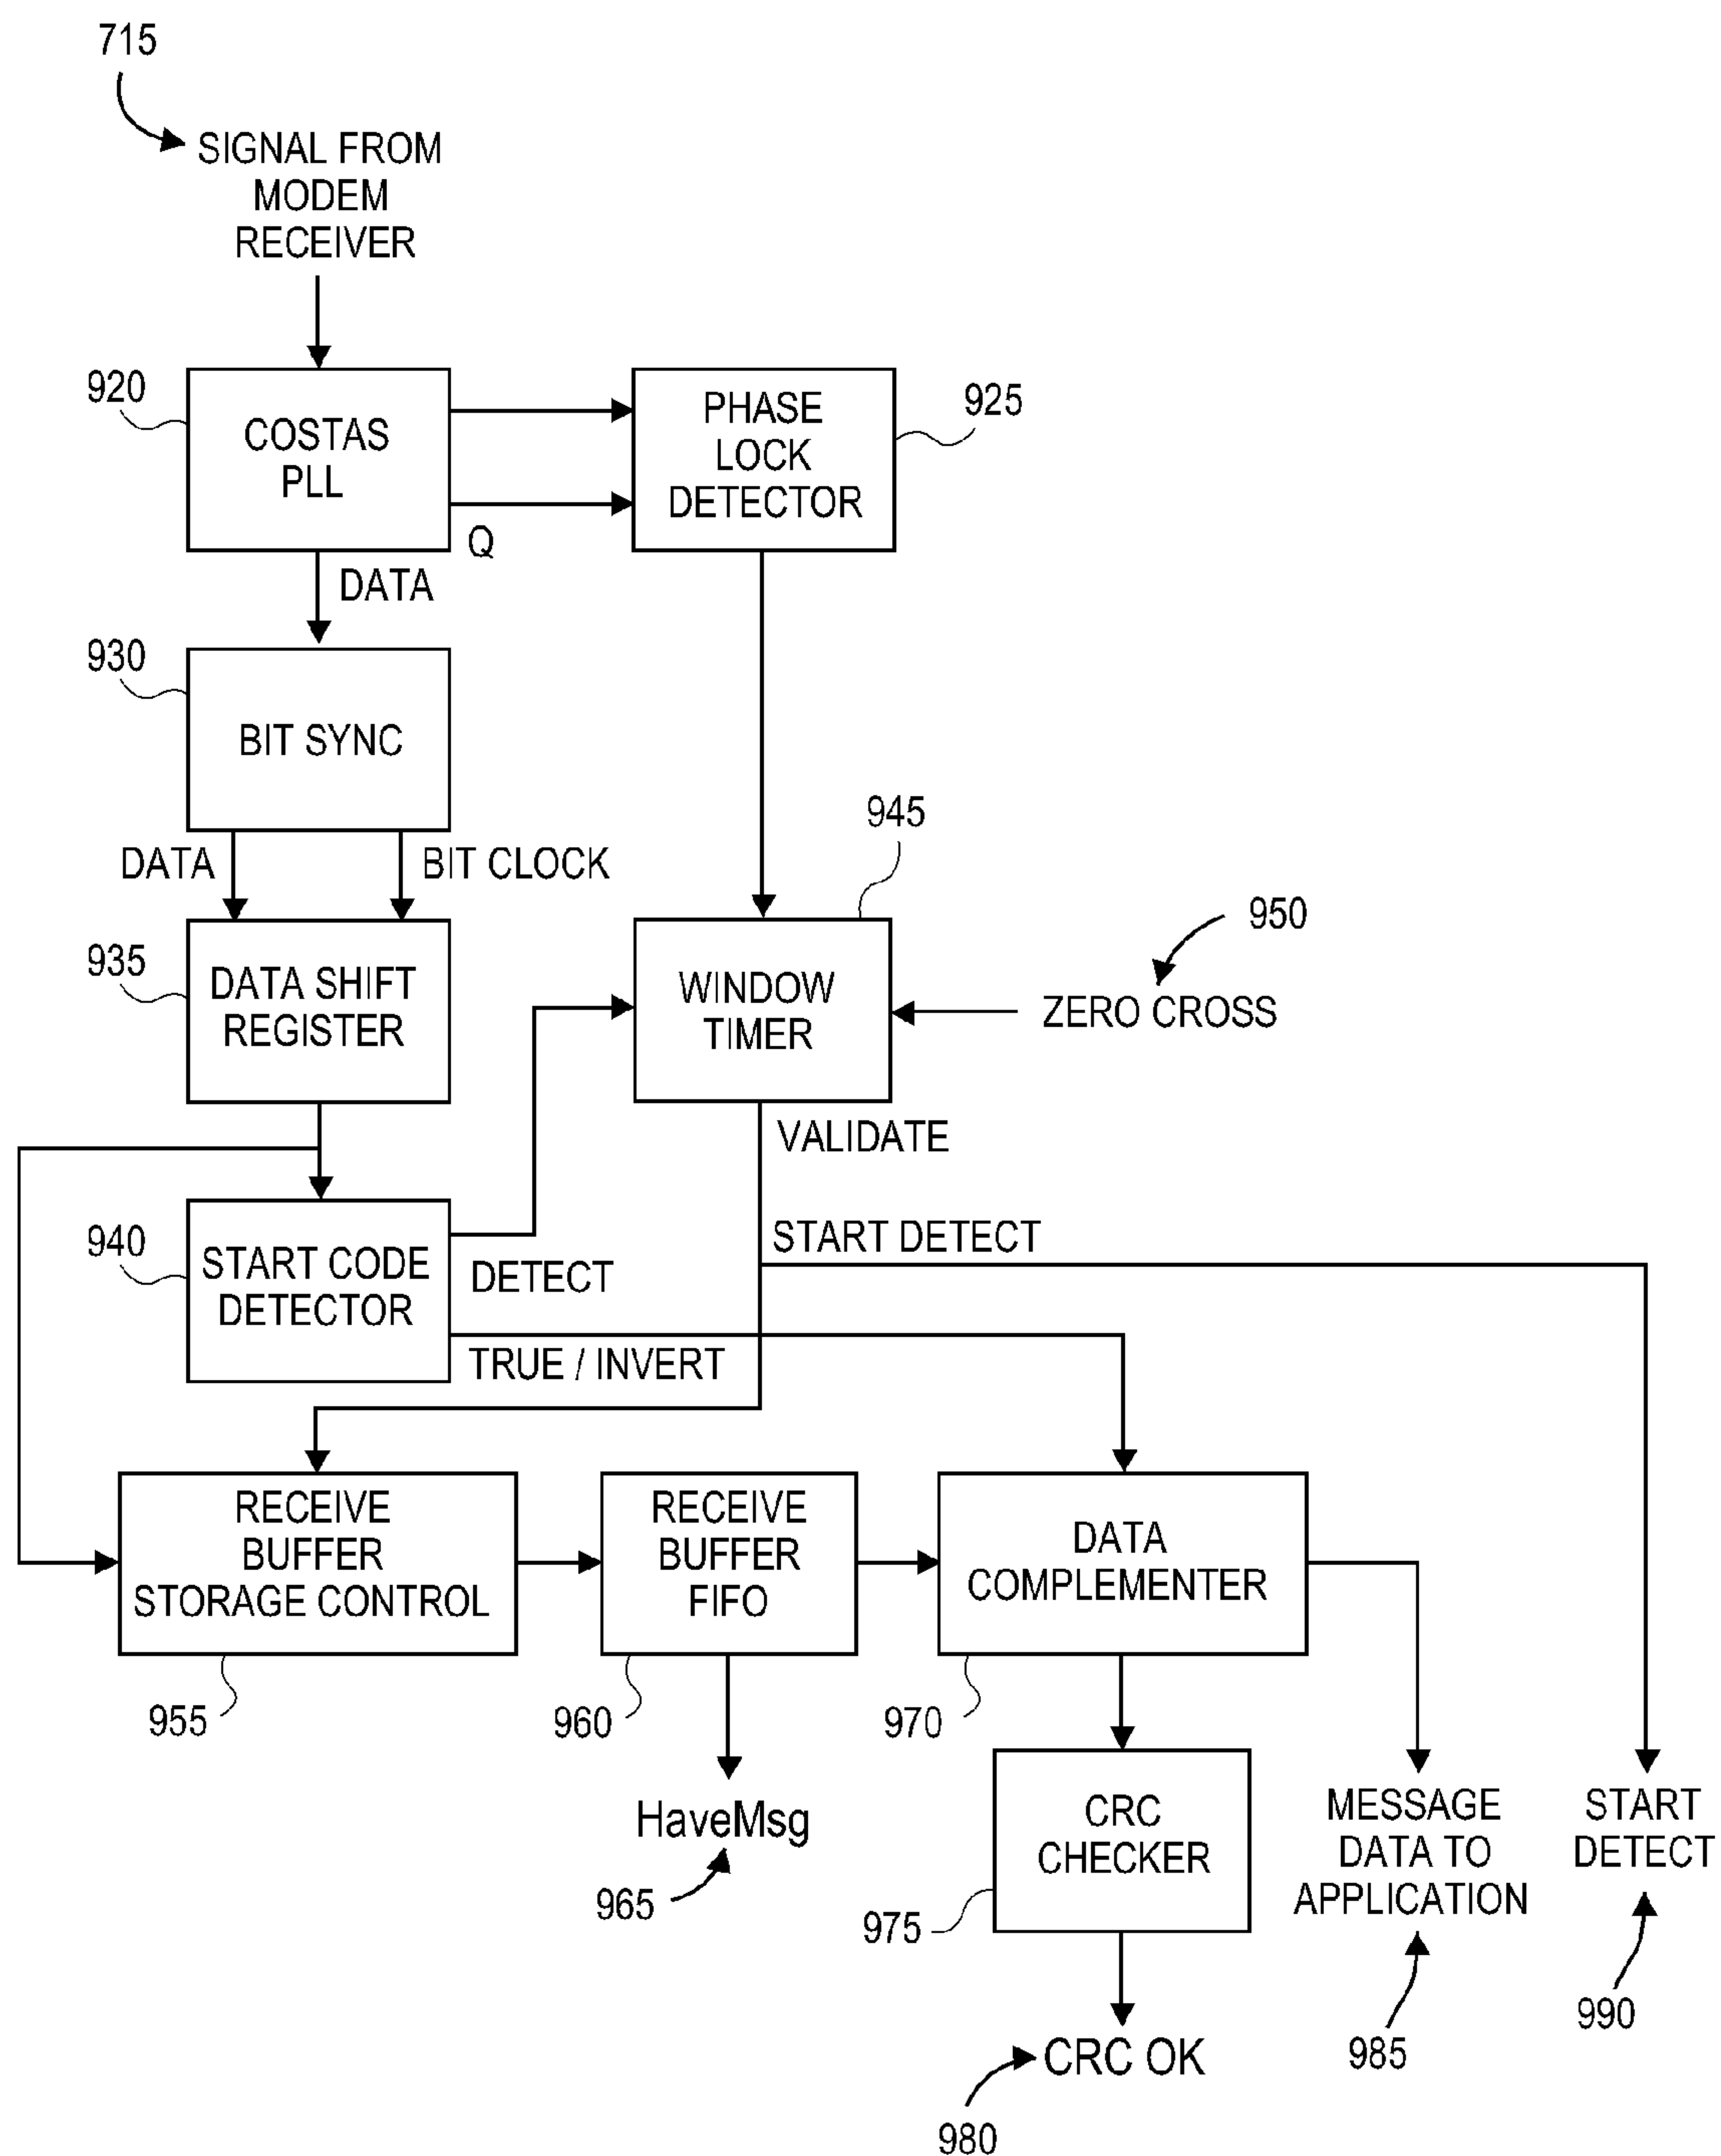 715
SIGNAL FROM
MODEM
RECEIVER
920
COSTAS
PLL
PHASE
LOCK
DETECTOR
925
Q
DATA
930
BIT SYNC
945
DATA
BIT CLOCK
950
935
DATA SHIFT
REGISTER
WINDOW
TIMER
ZERO CROSS
VALIDATE
940
START CODE
DETECTOR
START DETECT
DETECT
TRUE / INVERT
RECEIVE
BUFFER
STORAGE CONTROL
RECEIVE
BUFFER
FIFO
DATA
COMPLEMENTER
955
960
970
HaveMsg
965
CRC
CHECKER
975
MESSAGE
DATA TO
APPLICATION
START
DETECT
985
990
CRC OK
980